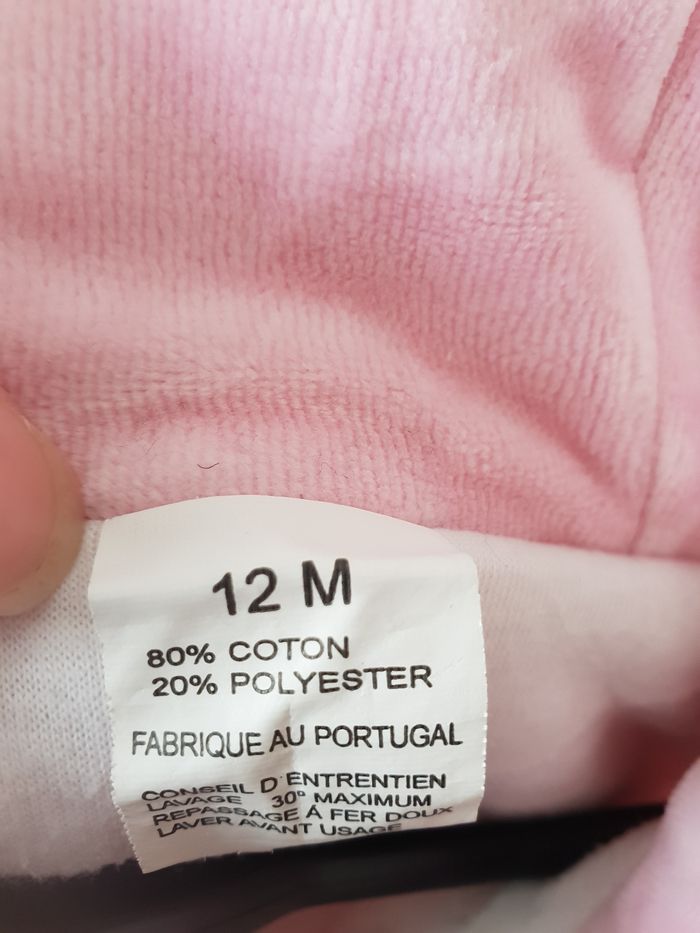 12 M
80% COTON
20% POLYESTER
FABRIQUE AU PORTUGAL
CONSEIL D'ENTRENTIEN
LAVAGE 30° MAXIMUM
REPASSAGE Á FER DOUX
LAVER AVANT USAGE